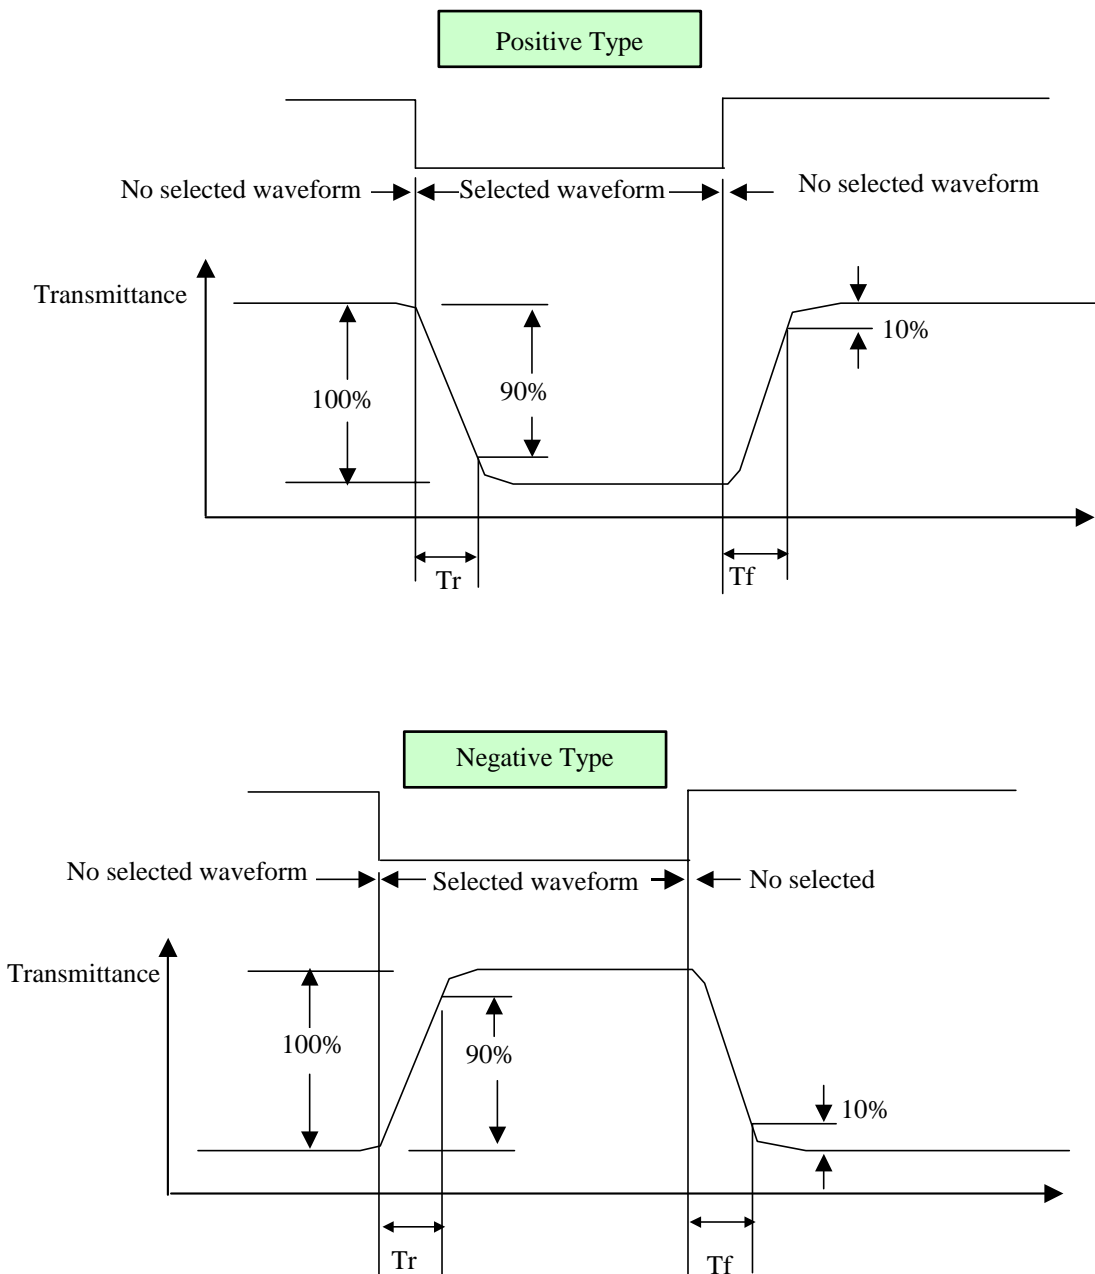 Positive Type
No selected waveform
Selected waveform
No selected waveform
Transmittance
100%
90%
10%
Tr
Tf
Negative Type
No selected waveform
Selected waveform
No selected
Transmittance
100%
90%
10%
Tr
Tf